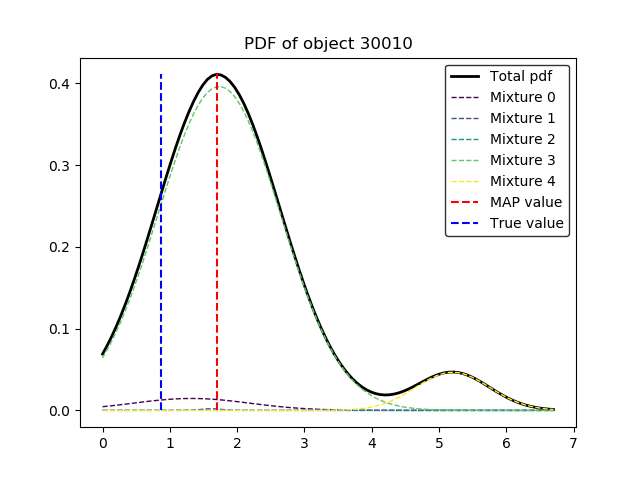 PDF of object 30010
Total pdf
Mixture 0
Mixture 1
Mixture 2
Mixture 3
Mixture 4
MAP value
True value
0.4
0.3
0.2
0.1
0.0
0 1 2 3 4 5 6 7